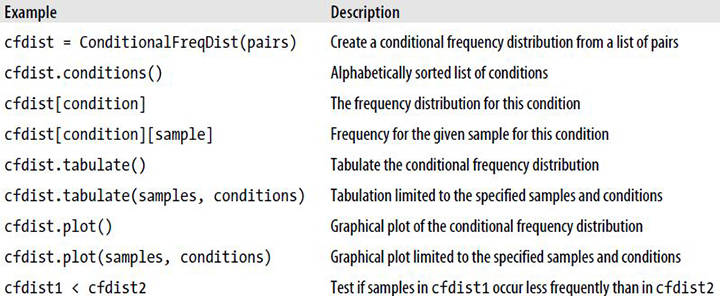 Example Description
cfdist = ConditionalFreqDist(pairs) Create a conditional frequency distribution from a list of pairs
cfdist.conditions() Alphabetically sorted list of conditions
cfdist[condition] The frequency distribution for this condition
cfdist[condition][sample] Frequency for the given sample for this condition
cfdist.tabulate() Tabulate the conditional frequency distribution
cfdist.tabulate(samples, conditions) Tabulation limited to the specified samples and conditions
cfdist.plot() Graphical plot of the conditional frequency distribution
cfdist.plot(samples, conditions) Graphical plot limited to the specified samples and conditions
cfdist1 < cfdist2 Test if samples in cfdist1 occur less frequently than in cfdist2